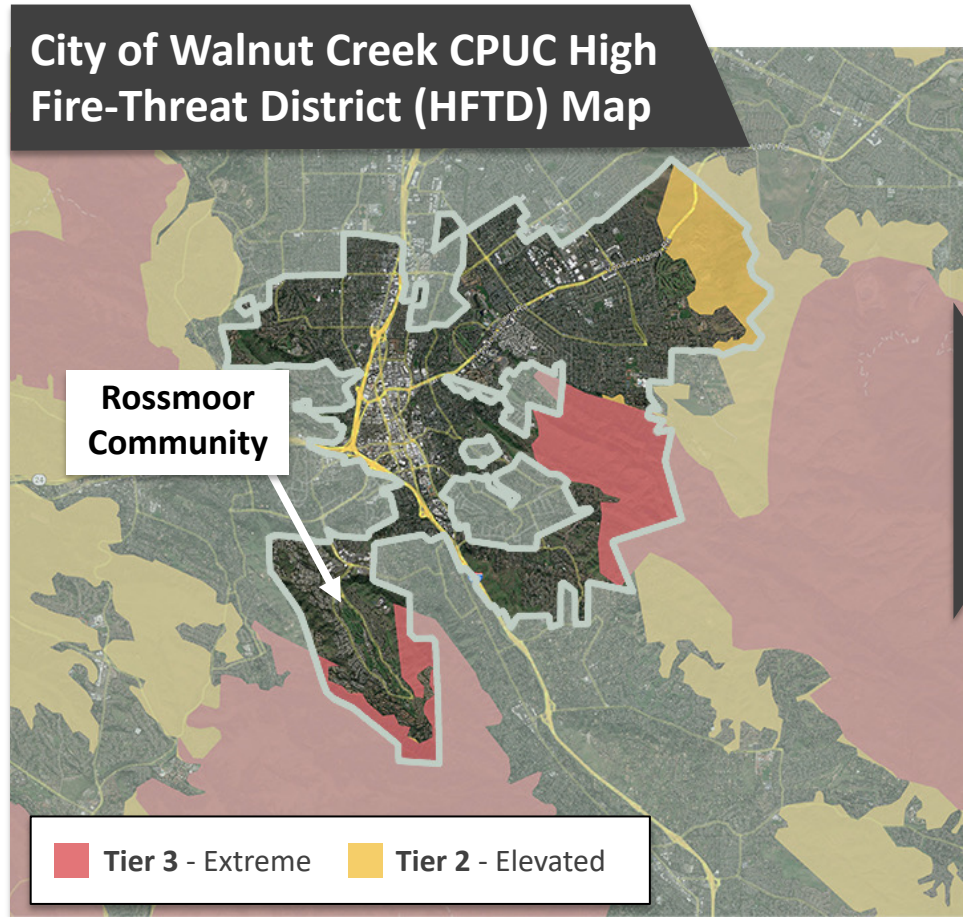 City of Walnut Creek CPUC High
Fire-Threat District (HFTD) Map
Rossmoor
Community
24
Tier 3 - Extreme
Tier 2 - Elevated